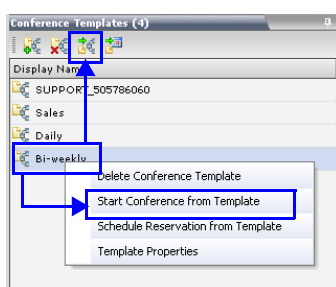 Conference Templates (4)
Display Name
SUPPORT_505786060
Sales
Daily
Bi-weekly
Delete Conference Template
Start Conference from Template
Schedule Reservation from Template
Template Properties